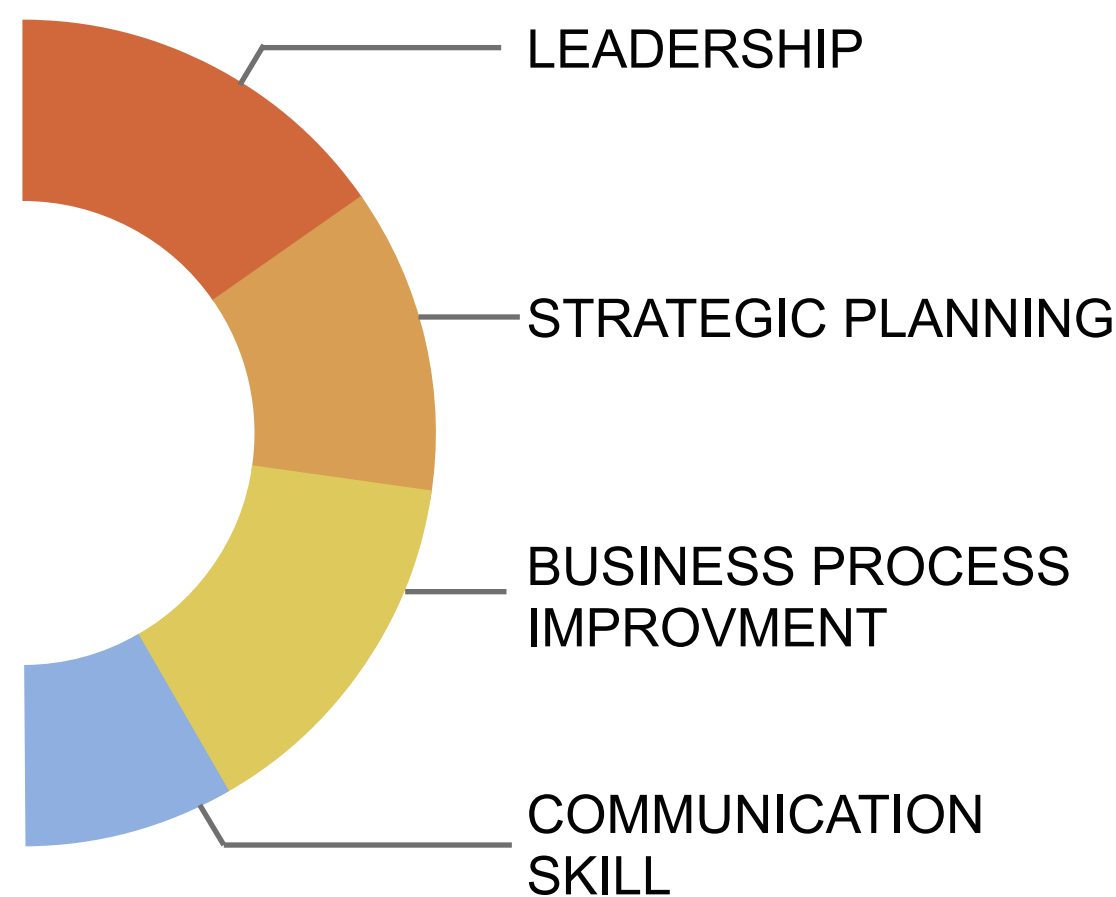 LEADERSHIP
STRATEGIC PLANNING
BUSINESS PROCESS
IMPROVMENT
COMMUNICATION
SKILL